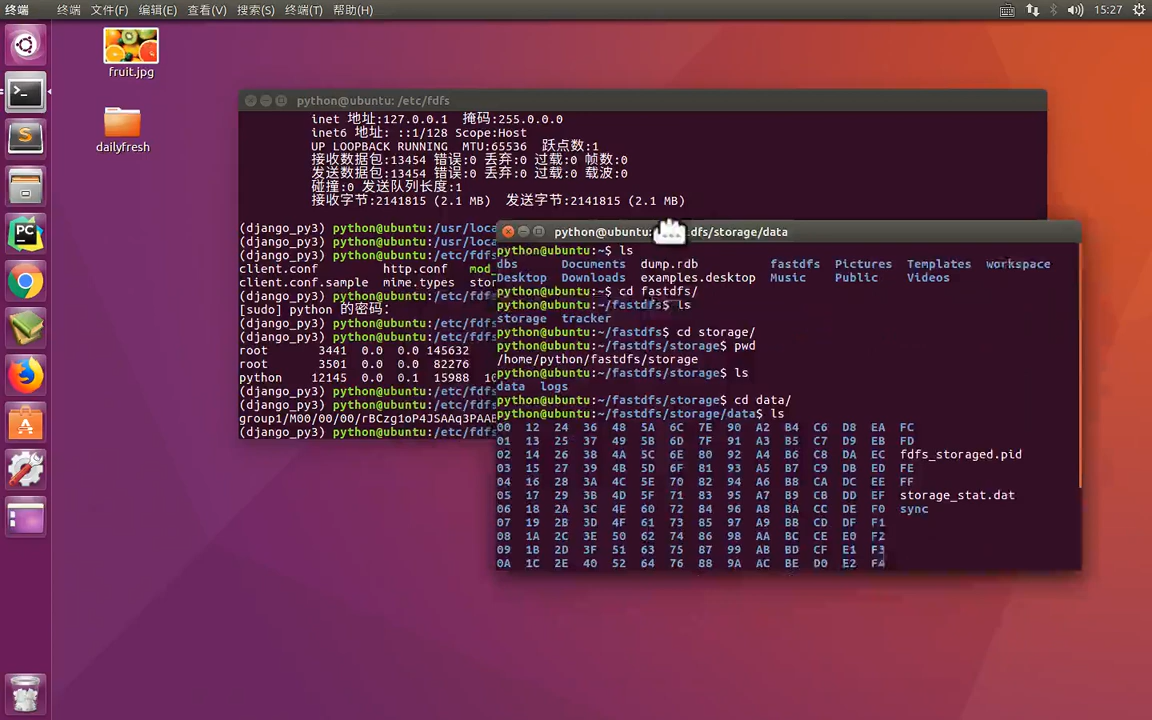 终端 终端 文件(F) 编辑(E) 查看(V) 搜索(S) 终端(T) 帮助(H) 15:27
fruit.jpg
dailyfresh
python@ubuntu: /etc/fdfs
inet 地址:127.0.0.1 掩码:255.0.0.0
inet6 地址: ::1/128 Scope:Host
UP LOOPBACK RUNNING MTU:65536 跃点数:1
接收数据包:13454 错误:0 丢弃:0 过载:0 帧数:0
发送数据包:13454 错误:0 丢弃:0 过载:0 载波:0
碰撞:0 发送队列长度:1
接收字节:2141815 (2.1 MB) 发送字节:2141815 (2.1 MB)
(django_py3) python@ubuntu:/usr/loca
(django_py3) python@ubuntu:/usr/loca
(django_py3) python@ubuntu:/etc/fdfs
client.conf http.conf mod_
client.conf.sample mime.types stor
(django_py3) python@ubuntu:/etc/fdfs
[sudo] python 的密码:
(django_py3) python@ubuntu:/etc/fdfs
(django_py3) python@ubuntu:/etc/fdfs
root 3441 0.0 0.0 145632
root 3501 0.0 0.0 82276
python 12145 0.0 0.1 15988 10
(django_py3) python@ubuntu:/etc/fdfs
(django_py3) python@ubuntu:/etc/fdfs
group1/M00/00/00/rBCzg1oP4JSAAq3PAAB
(django_py3) python@ubuntu:/etc/fdfs
python@ubuntu: dfs/storage/data
python@ubuntu:~$ ls
dbs Documents dump.rdb fastdfs Pictures Templates workspace
Desktop Downloads examples.desktop Music Public Videos
python@ubuntu:~$ cd fastdfs/
python@ubuntu:~/fastdfs$ ls
storage tracker
python@ubuntu:~/fastdfs$ cd storage/
python@ubuntu:~/fastdfs/storage$ pwd
/home/python/fastdfs/storage
python@ubuntu:~/fastdfs/storage$ ls
data logs
python@ubuntu:~/fastdfs/storage$ cd data/
python@ubuntu:~/fastdfs/storage/data$ ls
00 12 24 36 48 5A 6C 7E 90 A2 B4 C6 D8 EA FC
01 13 25 37 49 5B 6D 7F 91 A3 B5 C7 D9 EB FD
02 14 26 38 4A 5C 6E 80 92 A4 B6 C8 DA EC fdfs_storaged.pid
03 15 27 39 4B 5D 6F 81 93 A5 B7 C9 DB ED FE
04 16 28 3A 4C 5E 70 82 94 A6 B8 CA DC EE FF
05 17 29 3B 4D 5F 71 83 95 A7 B9 CB DD EF storage_stat.dat
06 18 2A 3C 4E 60 72 84 96 A8 BA CC DE F0 sync
07 19 2B 3D 4F 61 73 85 97 A9 BB CD DF F1
08 1A 2C 3E 50 62 74 86 98 AA BC CE E0 F2
09 1B 2D 3F 51 63 75 87 99 AB BD CF E1 F3
0A 1C 2E 40 52 64 76 88 9A AC BE D0 E2 F4